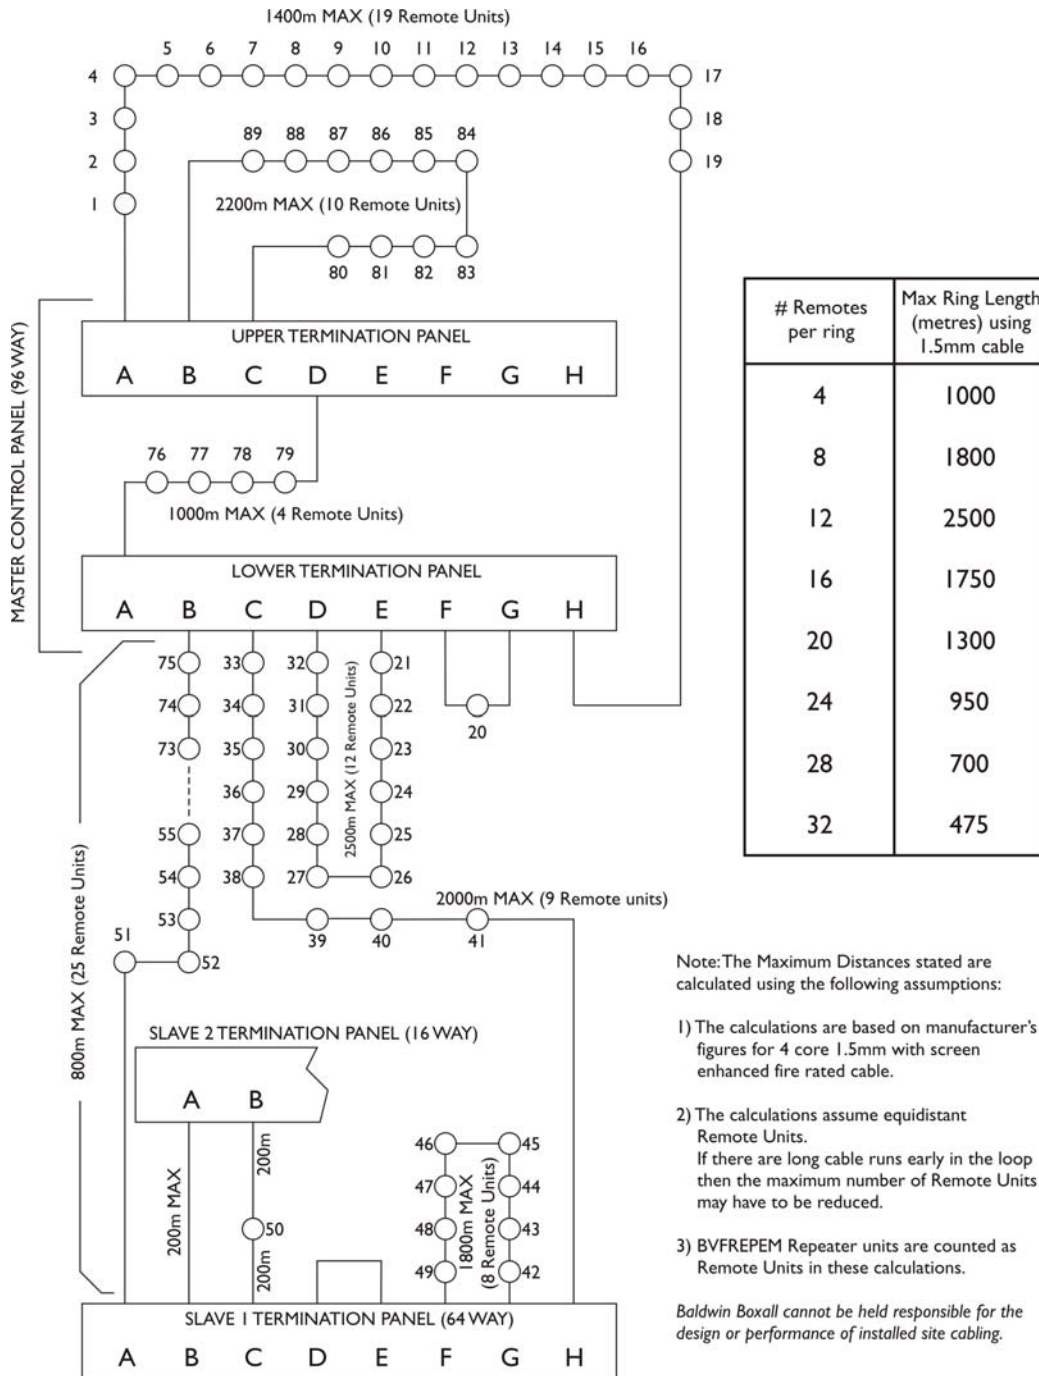 1400m MAX (19 Remote Units)
5 6 7 8 9 10 11 12 13 14 15 16
4 17
3 18
89 88 87 86 85 84
2 19
1 2200m MAX (10 Remote Units)
80 81 82 83
MASTER CONTROL PANEL (96 WAY)
UPPER TERMINATION PANEL
A B C D E F G H
76 77 78 79
1000m MAX (4 Remote Units)
LOWER TERMINATION PANEL
A B C D E F G H
75 33 32 21
74 34 31 22
20
73 35 30 23
36 29 24
55 37 28 25
54 38 27 26
2500m MAX (12 Remote Units)
800m MAX (25 Remote Units)
2000m MAX (9 Remote units)
53 39 40 41
51 52
SLAVE 2 TERMINATION PANEL (16 WAY)
A B
200m MAX
200m
50
200m
46 45
47 44
48 43
49 42
1800m MAX
(8 Remote Units)
SLAVE 1 TERMINATION PANEL (64 WAY)
A B C D E F G H
# Remotes
per ring
Max Ring Length
(metres) using
1.5mm cable
4 1000
8 1800
12 2500
16 1750
20 1300
24 950
28 700
32 475
Note:The Maximum Distances stated are
calculated using the following assumptions:
1) The calculations are based on manufacturer's
figures for 4 core 1.5mm with screen
enhanced fire rated cable.
2) The calculations assume equidistant
Remote Units.
If there are long cable runs early in the loop
then the maximum number of Remote Units
may have to be reduced.
3) BVFREPEM Repeater units are counted as
Remote Units in these calculations.
Baldwin Boxall cannot be held responsible for the
design or performance of installed site cabling.